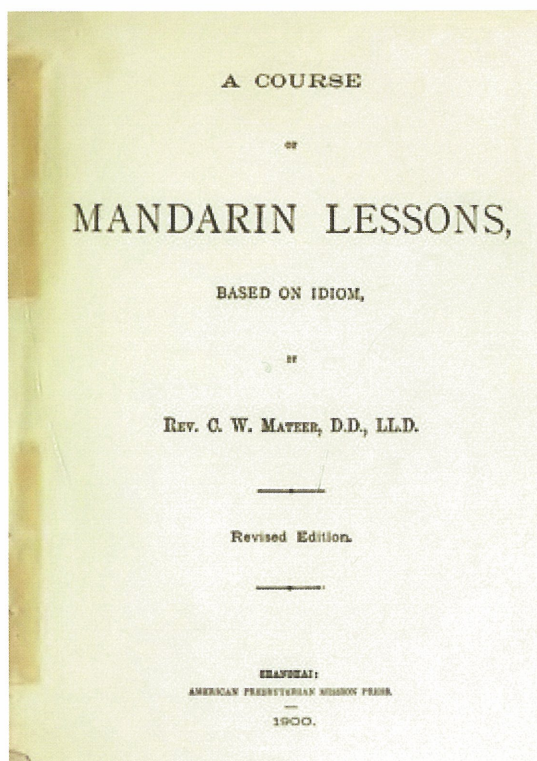 A COURSE
OF
MANDARIN LESSONS,
BASED ON IDIOM,
BY
REV. C. W. MATEER, D.D., LL.D.
Revised Edition.
SHANGHAI:
AMERICAN PRESBYTERIAN MISSION PRESS.
1900.